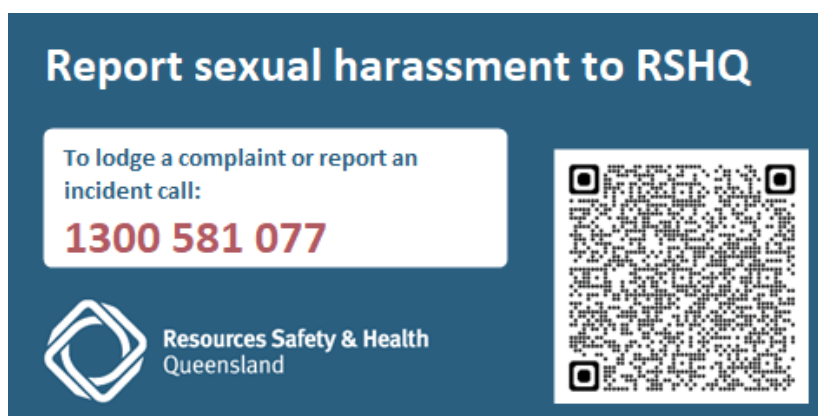 Report sexual harassment to RSHQ
To lodge a complaint or report an
incident call:
1300 581 077
Resources Safety & Health
Queensland